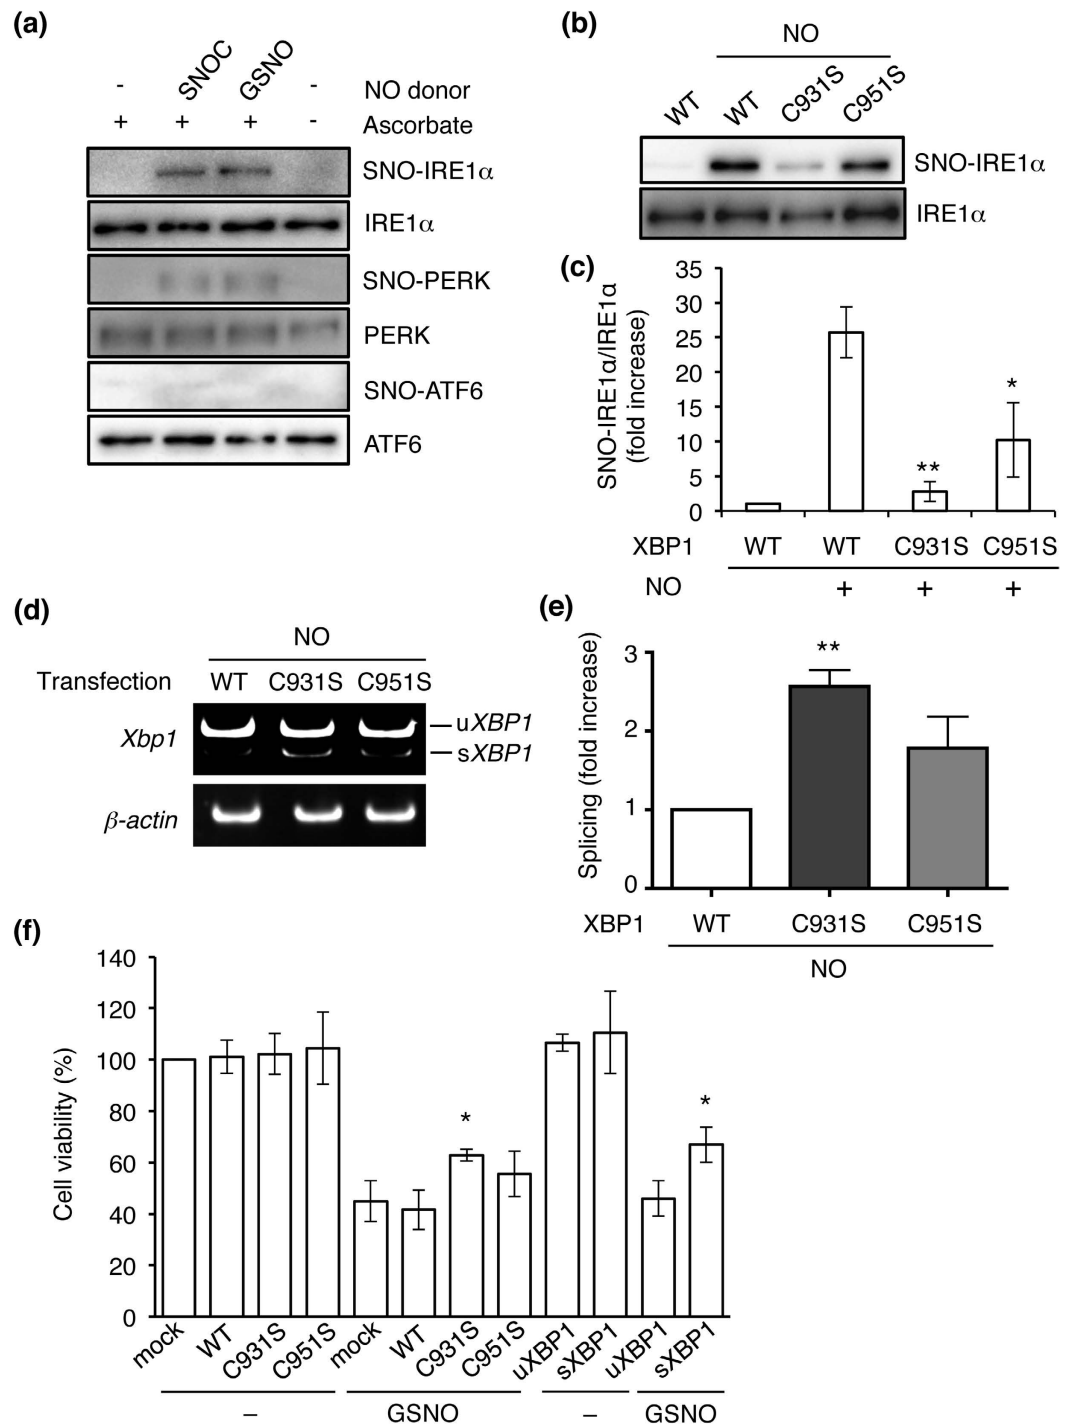 (a)
- SNOC GSNO - NO donor
+ + + - Ascorbate
SNO-IRE1α
IRE1α
SNO-PERK
PERK
SNO-ATF6
ATF6
(b)
NO
WT WT C931S C951S
SNO-IRE1α
IRE1α
(c)
SNO-IRE1α/IRE1α
(fold increase)
35
30
25
20
15
10
5
0
**
*
XBP1 WT WT C931S C951S
NO + + +
(d)
NO
Transfection WT C931S C951S
Xbp1
uXBP1
sXBP1
β-actin
(e)
Splicing (fold increase)
3
2
1
0
**
XBP1 WT C931S C951S
NO
(f)
Cell viability (%)
140
120
100
80
60
40
20
0
*
*
mock WT C931S C951S mock WT C931S C951S uXBP1 sXBP1 uXBP1 sXBP1
– GSNO – GSNO